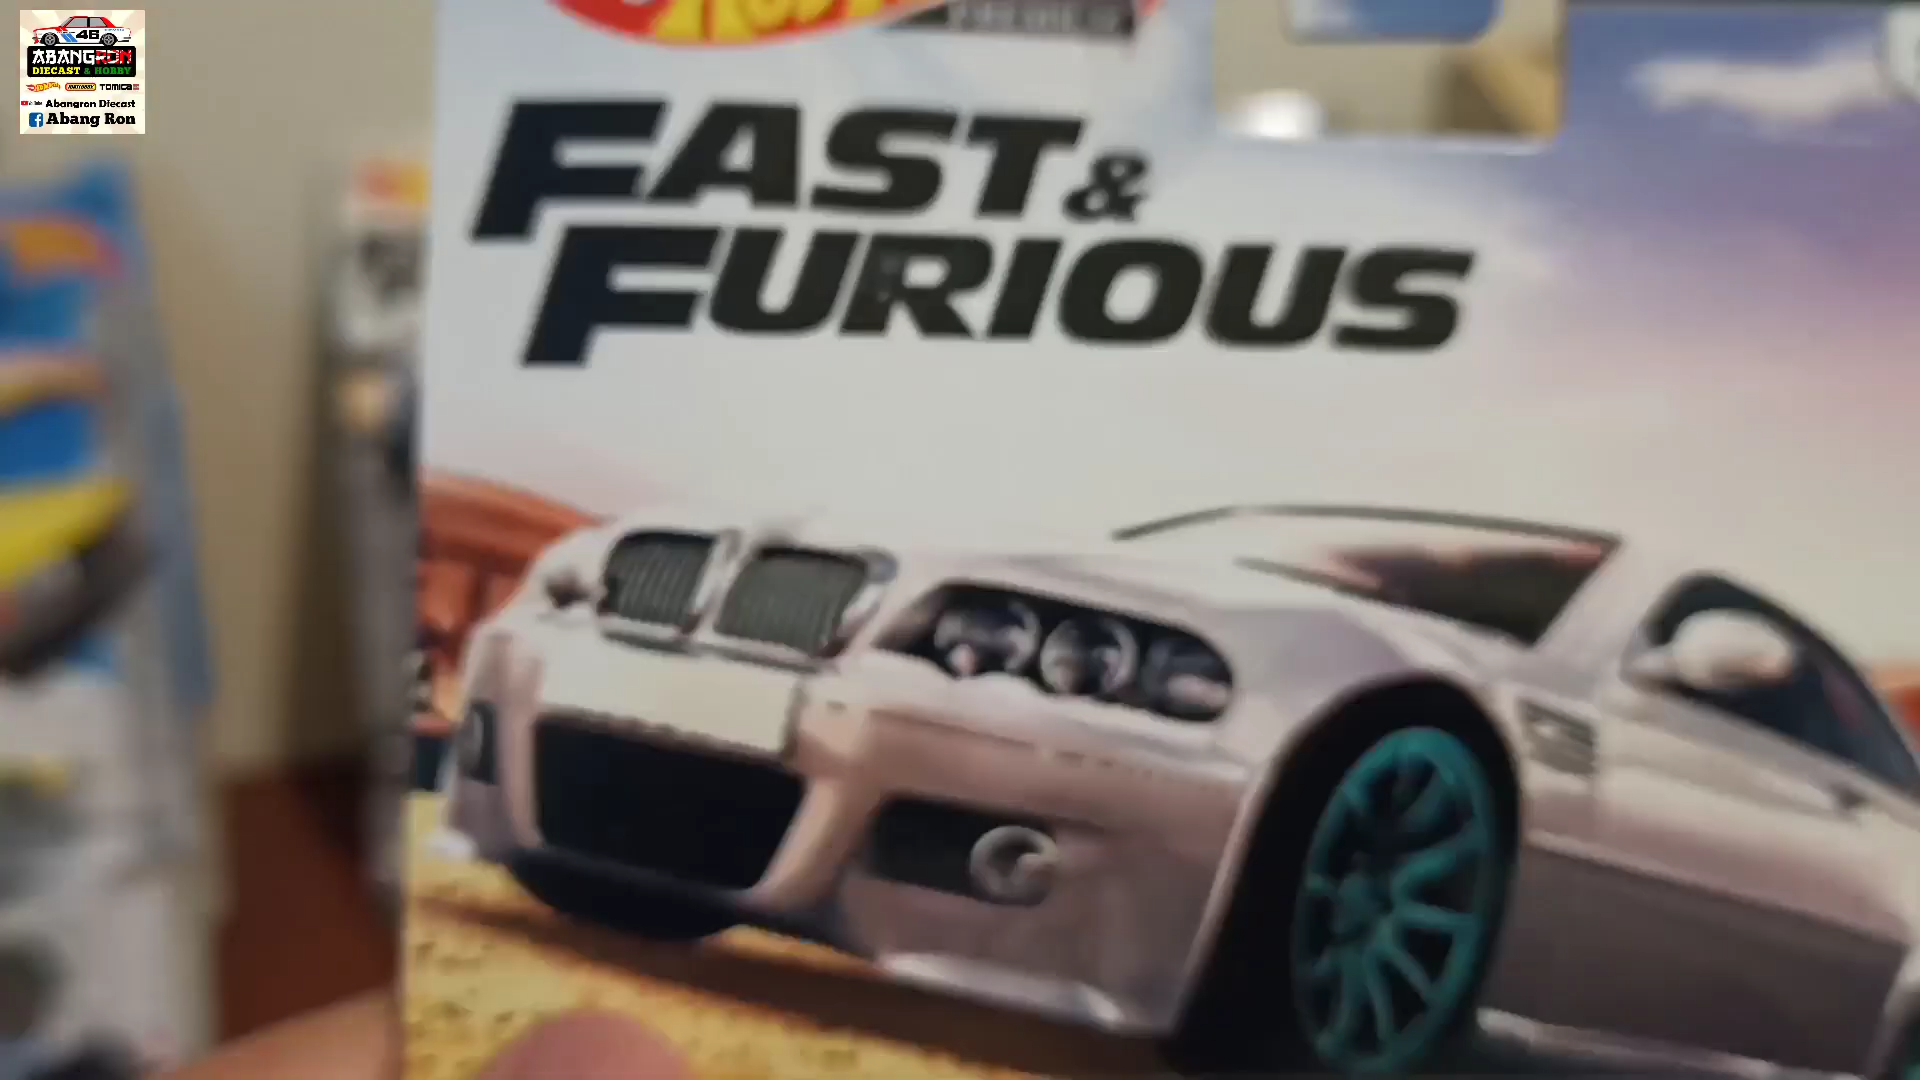 48
ABANGRON
DIECAST & HOBBY
TOMICA
Abangron Diecast
Abang Ron
FAST &
FURIOUS